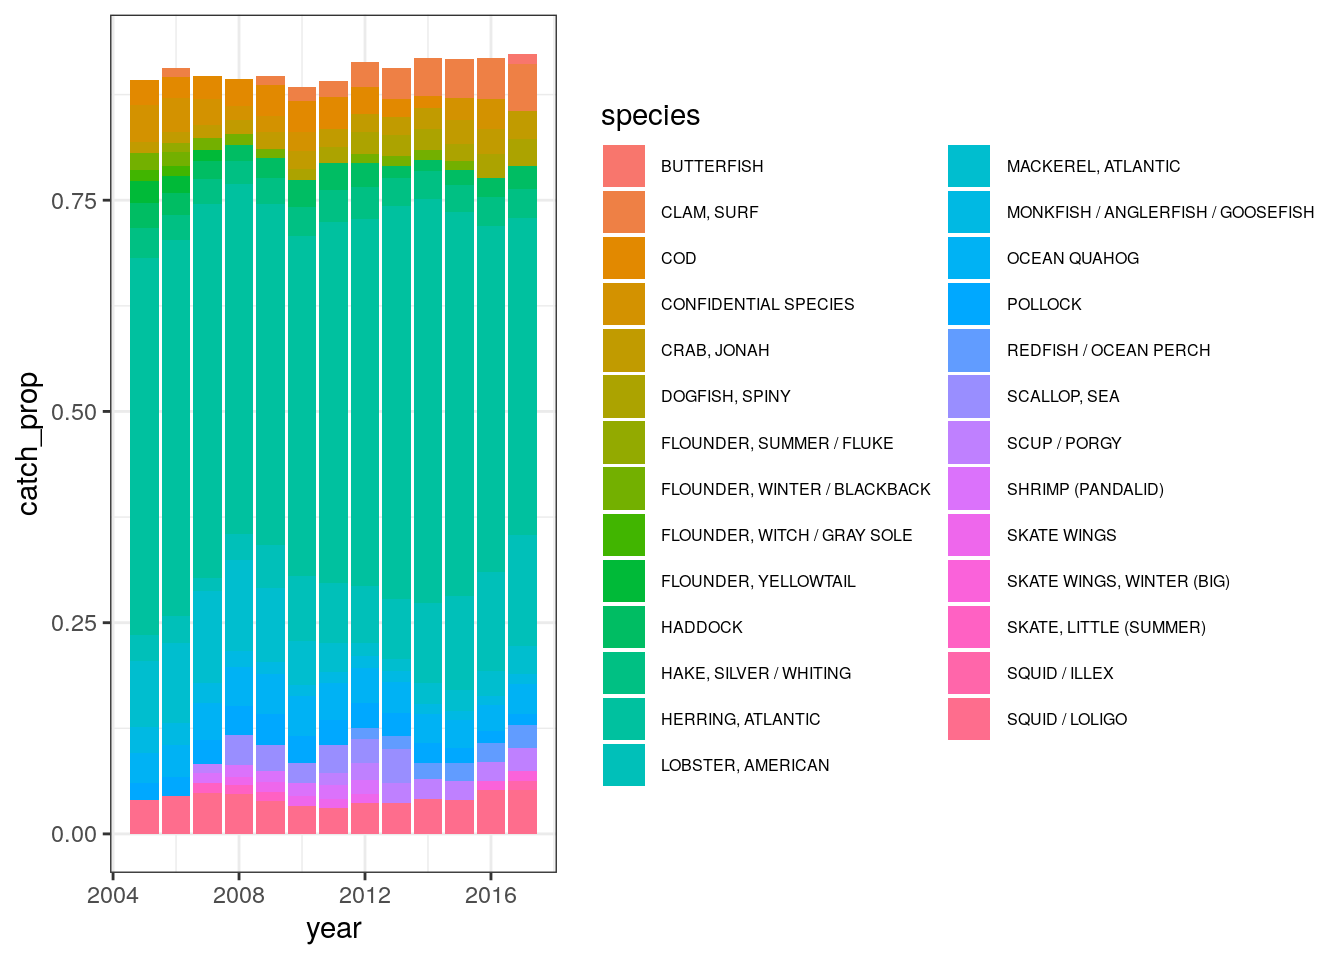 species
BUTTERFISH
CLAM, SURF
COD
CONFIDENTIAL SPECIES
CRAB, JONAH
DOGFISH, SPINY
FLOUNDER, SUMMER / FLUKE
FLOUNDER, WINTER / BLACKBACK
FLOUNDER, WITCH / GRAY SOLE
FLOUNDER, YELLOWTAIL
HADDOCK
HAKE, SILVER / WHITING
HERRING, ATLANTIC
LOBSTER, AMERICAN
MACKEREL, ATLANTIC
MONKFISH / ANGLERFISH / GOOSEFISH
OCEAN QUAHOG
POLLOCK
REDFISH / OCEAN PERCH
SCALLOP, SEA
SCUP / PORGY
SHRIMP (PANDALID)
SKATE WINGS
SKATE WINGS, WINTER (BIG)
SKATE, LITTLE (SUMMER)
SQUID / ILLEX
SQUID / LOLIGO
catch_prop
0.75
0.50
0.25
0.00
2004 2008 2012 2016
year